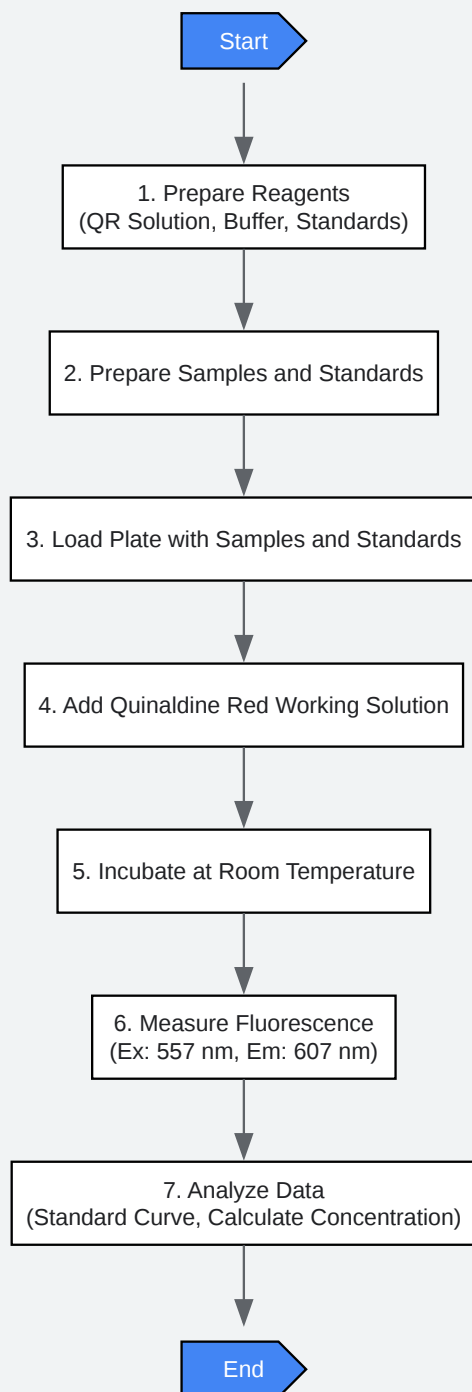 Start
1. Prepare Reagents
(QR Solution, Buffer, Standards)
2. Prepare Samples and Standards
3. Load Plate with Samples and Standards
4. Add Quinaldine Red Working Solution
5. Incubate at Room Temperature
6. Measure Fluorescence
(Ex: 557 nm, Em: 607 nm)
7. Analyze Data
(Standard Curve, Calculate Concentration)
End